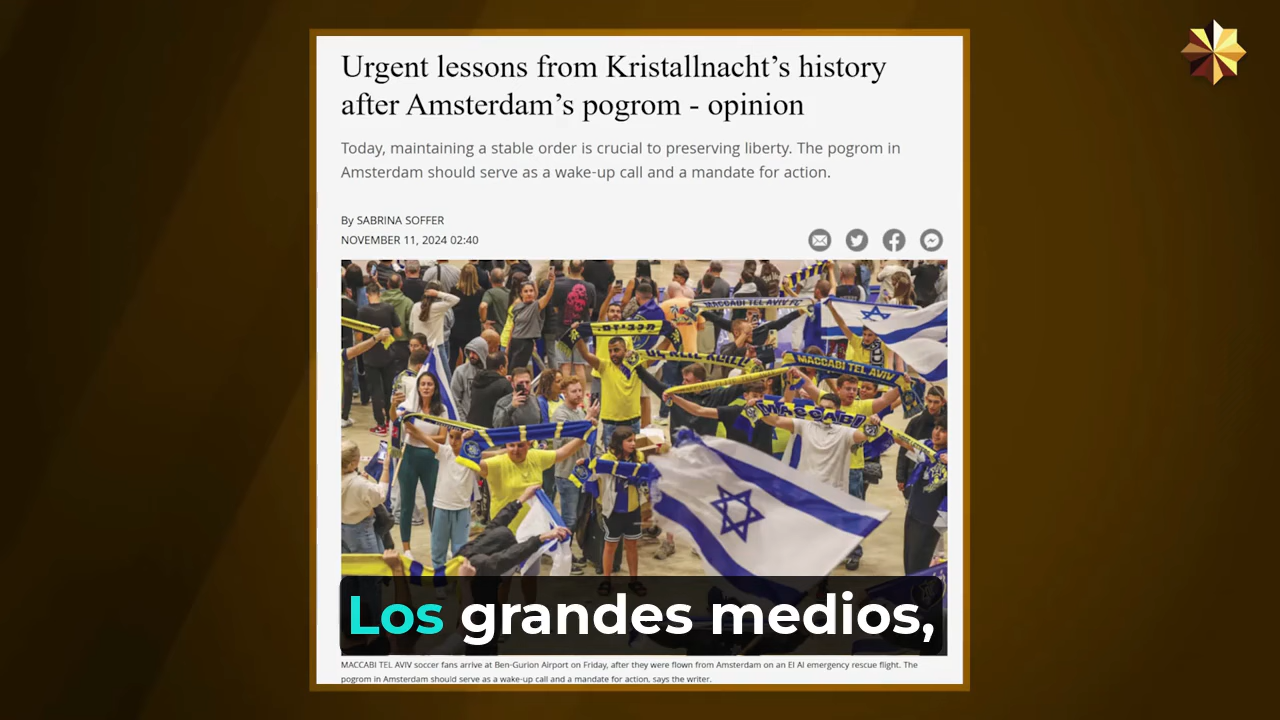 Urgent lessons from Kristallnacht's history
after Amsterdam's pogrom - opinion
Today, maintaining a stable order is crucial to preserving liberty. The pogrom in
Amsterdam should serve as a wake-up call and a mandate for action.
By SABRINA SOFFER
NOVEMBER 11, 2024 02:40
MACCABI TEL AVIV FC
MACCABI TEL AVIV
MACCABI
Los grandes medios,
MACCABI TEL AVIV soccer fans arrive at Ben-Gurion Airport on Friday, after they were flown from Amsterdam on an El Al emergency rescue flight. The
pogrom in Amsterdam should serve as a wake-up call and a mandate for action, says the writer.